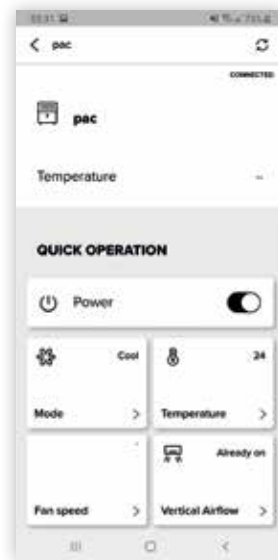 pac
CONNECTED
pac
Temperature --
QUICK OPERATION
Power
Cool
24
Mode
Temperature
Already on
Fan speed
Vertical Airflow